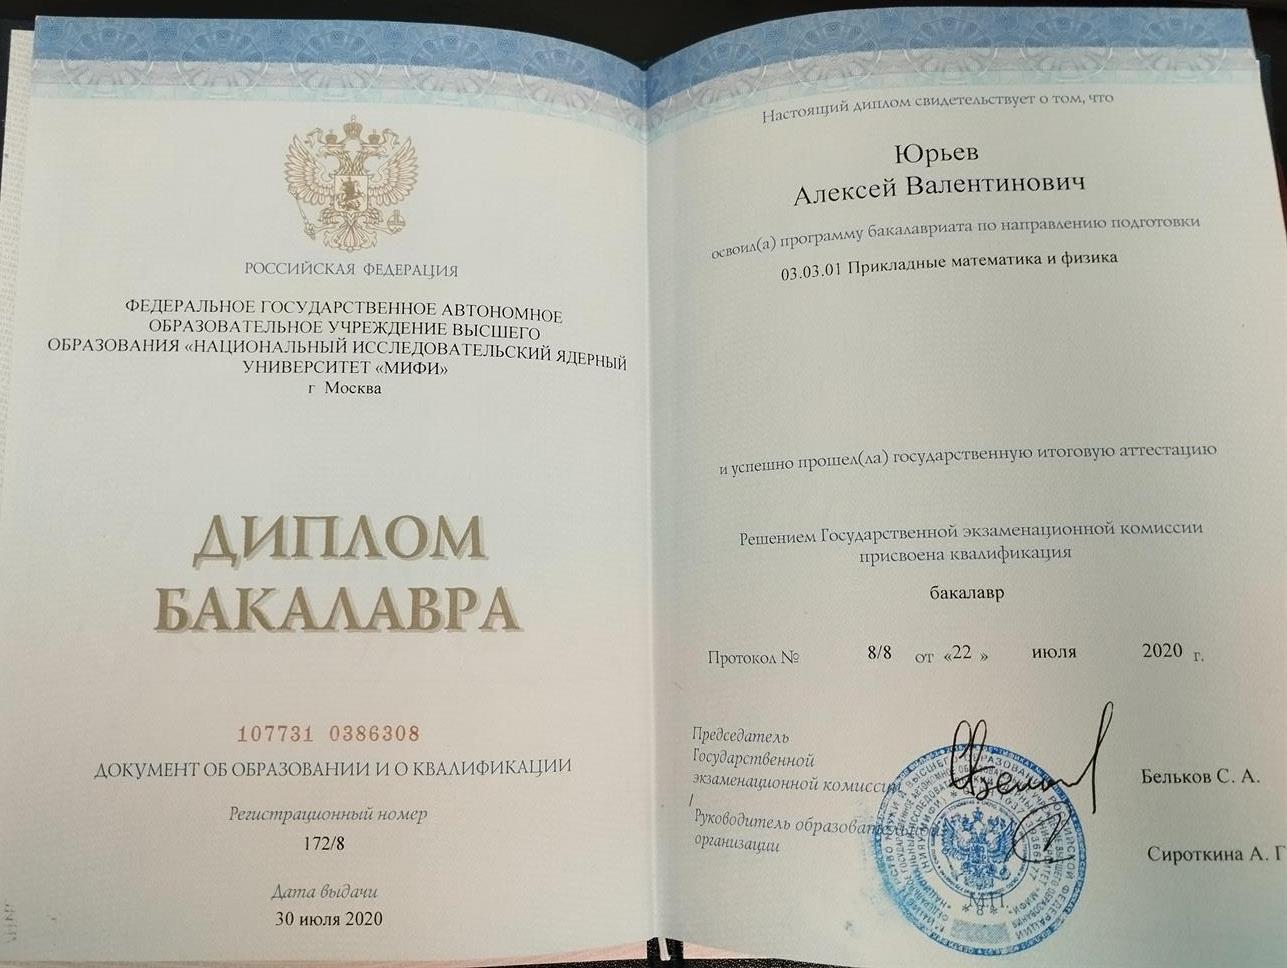 РОССИЙСКАЯ ФЕДЕРАЦИЯ
ФЕДЕРАЛЬНОЕ ГОСУДАРСТВЕННОЕ АВТОНОМНОЕ
ОБРАЗОВАТЕЛЬНОЕ УЧРЕЖДЕНИЕ ВЫСШЕГО
ОБРАЗОВАНИЯ «НАЦИОНАЛЬНЫЙ ИССЛЕДОВАТЕЛЬСКИЙ ЯДЕРНЫЙ
УНИВЕРСИТЕТ «МИФИ»
г Москва
ДИПЛОМ
БАКАЛАВРА
107731 0386308
ДОКУМЕНТ ОБ ОБРАЗОВАНИИ И О КВАЛИФИКАЦИИ
Регистрационный номер
172/8
Дата выдачи
30 июля 2020
Настоящий диплом свидетельствует о том, что
Юрьев
Алексей Валентинович
освоил(а) программу бакалавриата по направлению подготовки
03.03.01 Прикладные математика и физика
и успешно прошел(ла) государственную итоговую аттестацию
Решением Государственной экзаменационной комиссии
присвоена квалификация
бакалавр
Протокол № 8/8 от «22 » июля 2020 г.
Председатель
Государственной
экзаменационной комиссии
Бельков С. А.
/
Руководитель образовательной
организации
Сироткина А. Г
М.П.